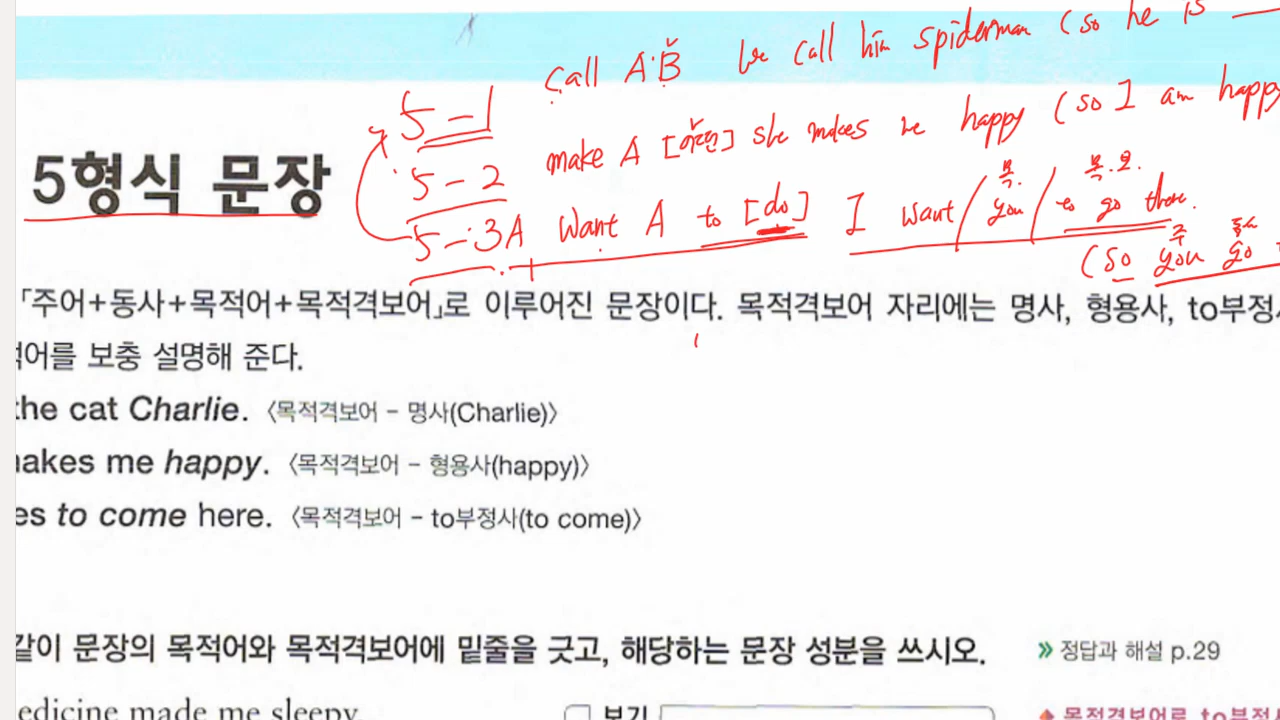 call A B we call him spiderman (so he is
5-1
make A [어떤] she makes me happy (so I am happy
5형식 문장
5-2
목. 목.보.
5-3A want A to [do] I want / you / to go there.
주 동사
(so you go
「주어+동사+목적어+목적격보어」로 이루어진 문장이다. 목적격보어 자리에는 명사, 형용사, to부정사
적어를 보충 설명해 준다.
the cat Charlie. 〈목적격보어 - 명사(Charlie)〉
makes me happy. 〈목적격보어 - 형용사(happy)〉
es to come here. 〈목적격보어 - to부정사(to come)〉
같이 문장의 목적어와 목적격보어에 밑줄을 긋고, 해당하는 문장 성분을 쓰시오.
» 정답과 해설 p.29
edicine made me sleepy.
보기
목적격보어로 to부정